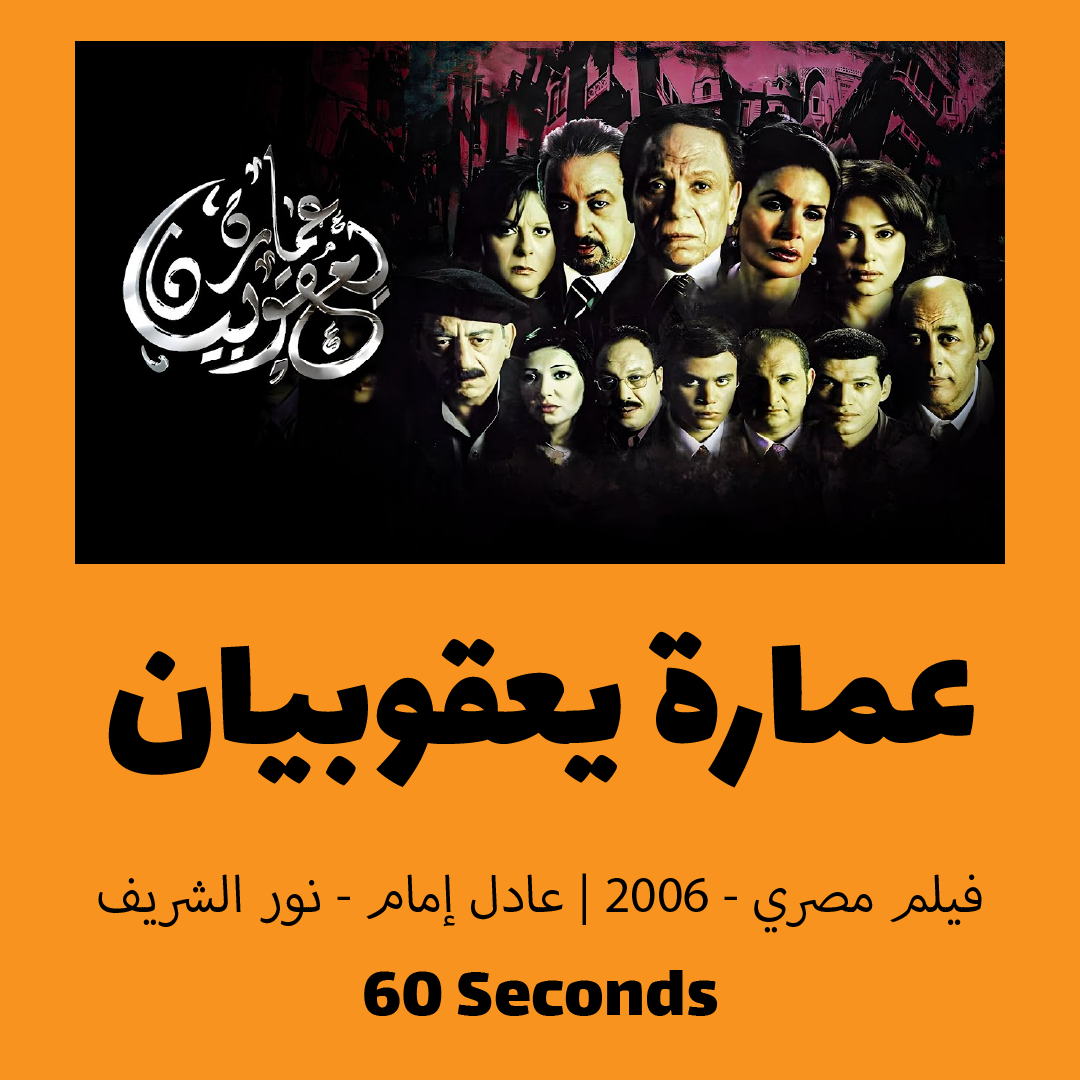 عمارة
يعقوبيان
عمارة يعقوبيان
فيلم مصري - 2006 | عادل إمام - نور الشريف
60 Seconds